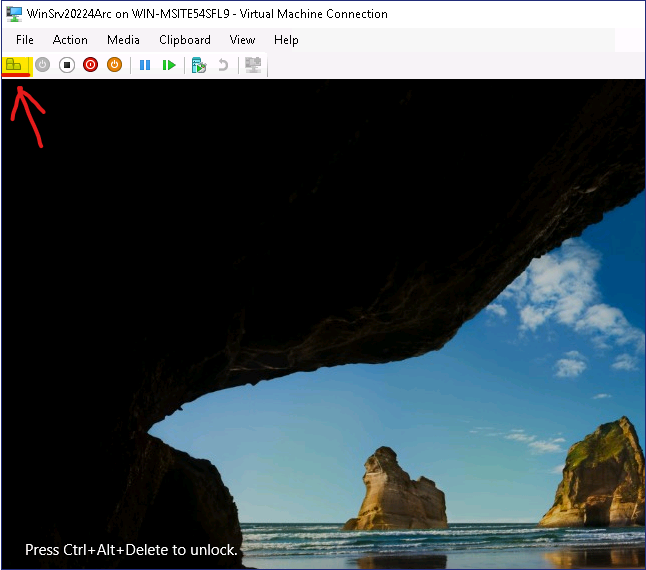 WinSrv20224Arc on WIN-MSITE54SFL9 - Virtual Machine Connection
File Action Media Clipboard View Help
Press Ctrl+Alt+Delete to unlock.